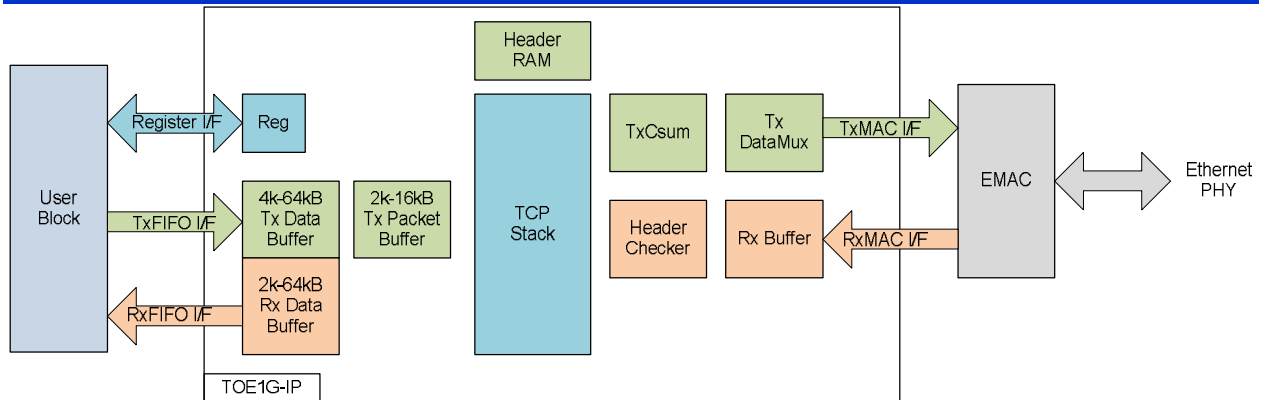 Header
RAM
User
Block
Register I/F
Reg
TxFIFO I/F
4k-64kB
Tx Data
Buffer
2k-16kB
Tx Packet
Buffer
RxFIFO I/F
2k-64kB
Rx Data
Buffer
TCP
Stack
TxCsum
Tx
DataMux
TxMAC I/F
Header
Checker
Rx Buffer
RxMAC I/F
EMAC
Ethernet
PHY
TOE1G-IP